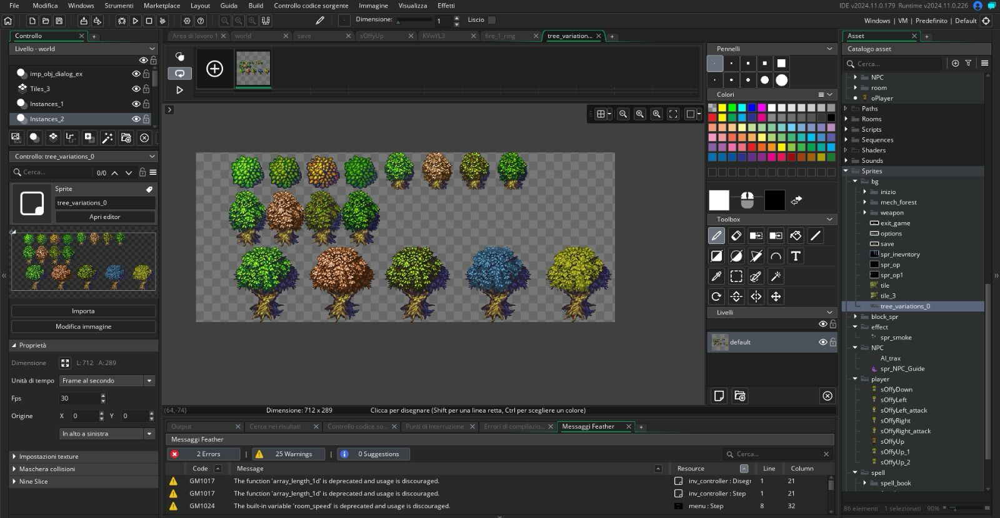 File Modifica Windows Strumenti Marketplace Layout Guida Build Controllo codice sorgente Immagine Visualizza Effetti IDE v2024.11.0.179 Runtime v2024.11.0.226
Dimensione: 1 Liscio Windows | VM | Predefinito | Default
Controllo
Area di lavoro 1 world save sOffyUp KVwYL3 fire_1_ring tree_variation...
Asset
Livello - world
Pennelli
Catalogo asset
Cerca...
imp_obj_dialog_ex
Tiles_3
Instances_1
Instances_2
Controllo: tree_variations_0
Cerca... 0/0
Sprite
tree_variations_0
Apri editor
Importa
Modifica immagine
Proprietà
Dimensione L: 712 A: 289
Unità di tempo Frame al secondo
Fps 30
Origine X 0 Y 0
In alto a sinistra
Impostazioni texture
Maschera collisioni
Nine Slice
Colori
Toolbox
T
Livelli
default
(64,-74) Dimensione: 712 x 289 Clicca per disegnare (Shift per una linea retta, Ctrl per scegliere un colore)
Output Cerca nei risultati Controllo codice so... Punti di interruzione Errori di compilazio... Messaggi Feather
Messaggi Feather
2 Errors | 25 Warnings | 0 Suggestions Cerca...
Code Message Resource Line Column
GM1017 The function 'array_length_1d' is deprecated and usage is discouraged. inv_controller : Disegr 1 21
GM1017 The function 'array_length_1d' is deprecated and usage is discouraged. inv_controller : Step 1 21
GM1024 The built-in variable 'room_speed' is deprecated and usage is discouraged. menu : Step 8 32
NPC
room
oPlayer
Paths
Rooms
Scripts
Sequences
Shaders
Sounds
Sprites
bg
inizio
mech_forest
weapon
exit_game
options
save
spr_inevntory
spr_op
spr_op1
tile
tile_3
tree_variations_0
block_spr
effect
spr_smoke
NPC
Al_trax
spr_NPC_Guide
player
sOffyDown
sOffyLeft
sOffyLeft_attack
sOffyRight
sOffyRight_attack
sOffyUp
sOffyUp_1
sOffyUp_2
spell
spell_book
86 elementi 1 selezionati 90%